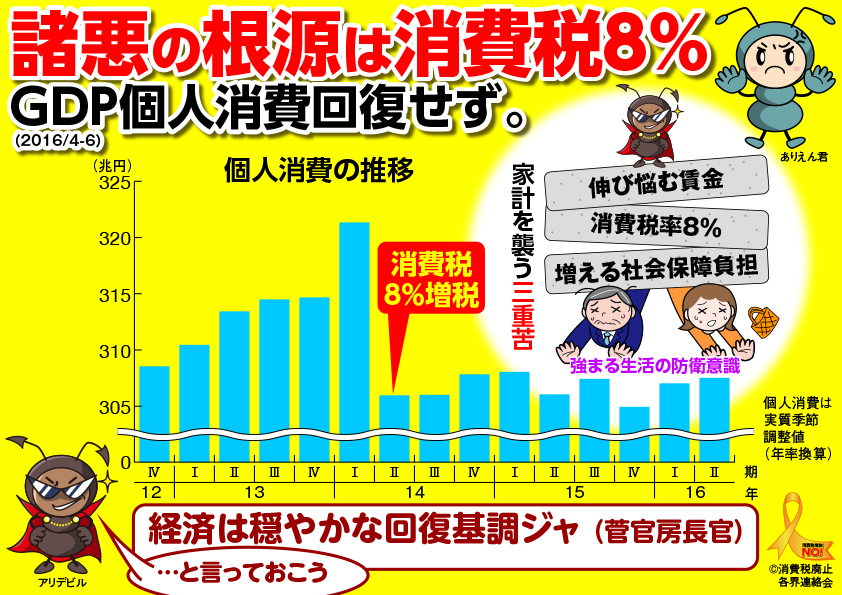 諸悪の根源は消費税8%
GDP個人消費回復せず。
(2016/4-6)
ありえん君
(兆円)
個人消費の推移
325
320
315
310
305
0
消費税
8%増税
家計を襲う三重苦
伸び悩む賃金
消費税率8%
増える社会保障負担
強まる生活の防衛意識
個人消費は
実質季節
調整値
(年率換算)
Ⅳ Ⅰ Ⅱ Ⅲ Ⅳ Ⅰ Ⅱ Ⅲ Ⅳ Ⅰ Ⅱ Ⅲ Ⅳ Ⅰ Ⅱ 期
12 13 14 15 16 年
経済は穏やかな回復基調ジャ(菅官房長官)
…と言っておこう
アリデビル
消費税増税
NO!
©消費税廃止
各界連絡会